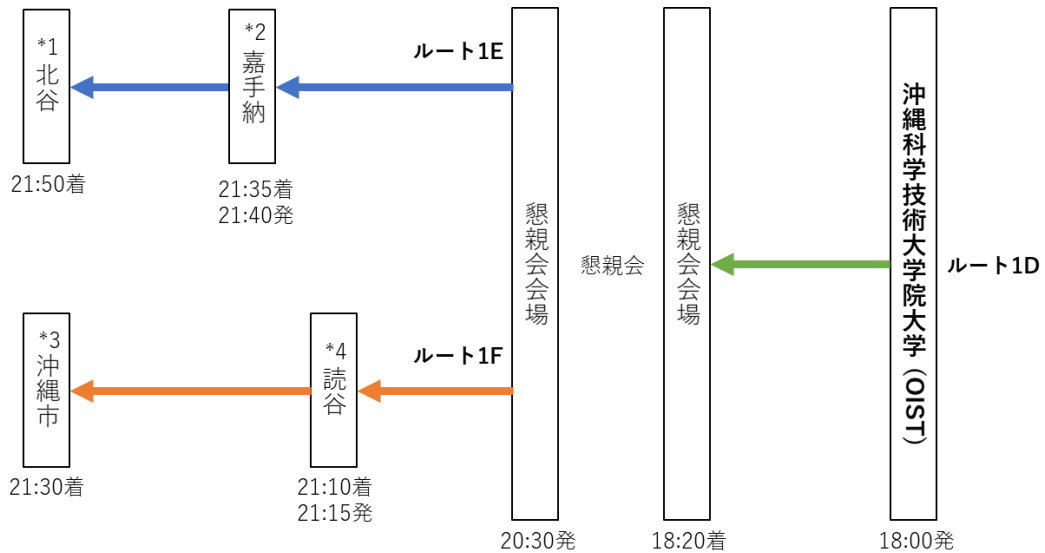 *1
北谷
21:50着
*2
嘉手納
21:35着
21:40発
ルート1E
*3
沖縄市
21:30着
*4
読谷
21:10着
21:15発
ルート1F
懇親会会場
20:30発
懇親会
懇親会会場
18:20着
沖縄科学技術大学院大学(OIST)
18:00発
ルート1D